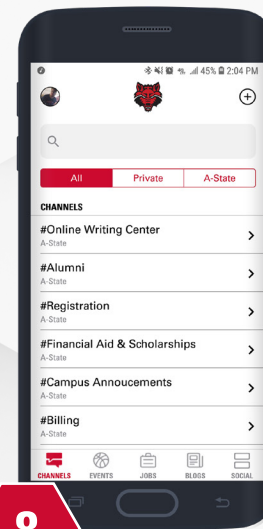 45% 2:04 PM
All Private A-State
CHANNELS
#Online Writing Center
A-State
#Alumni
A-State
#Registration
A-State
#Financial Aid & Scholarships
A-State
#Campus Annoucements
A-State
#Billing
A-State
CHANNELS EVENTS JOBS BLOGS SOCIAL